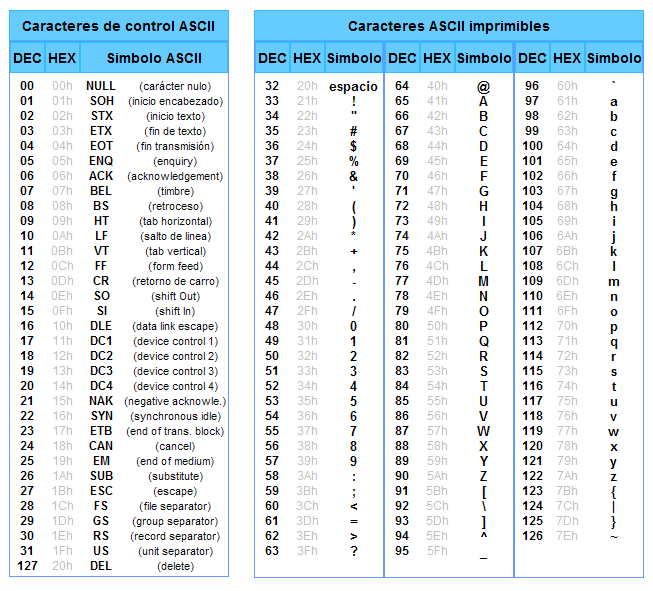 Caracteres de control ASCII
DEC HEX Simbolo ASCII
00 00h NULL (carácter nulo)
01 01h SOH (inicio encabezado)
02 02h STX (inicio texto)
03 03h ETX (fin de texto)
04 04h EOT (fin transmisión)
05 05h ENQ (enquiry)
06 06h ACK (acknowledgement)
07 07h BEL (timbre)
08 08h BS (retroceso)
09 09h HT (tab horizontal)
10 0Ah LF (salto de linea)
11 0Bh VT (tab vertical)
12 0Ch FF (form feed)
13 0Dh CR (retorno de carro)
14 0Eh SO (shift Out)
15 0Fh SI (shift In)
16 10h DLE (data link escape)
17 11h DC1 (device control 1)
18 12h DC2 (device control 2)
19 13h DC3 (device control 3)
20 14h DC4 (device control 4)
21 15h NAK (negative acknowle.)
22 16h SYN (synchronous idle)
23 17h ETB (end of trans. block)
24 18h CAN (cancel)
25 19h EM (end of medium)
26 1Ah SUB (substitute)
27 1Bh ESC (escape)
28 1Ch FS (file separator)
29 1Dh GS (group separator)
30 1Eh RS (record separator)
31 1Fh US (unit separator)
127 20h DEL (delete)
Caracteres ASCII imprimibles
DEC HEX Simbolo DEC HEX Simbolo DEC HEX Simbolo
32 20h espacio 64 40h @ 96 60h `
33 21h ! 65 41h A 97 61h a
34 22h " 66 42h B 98 62h b
35 23h # 67 43h C 99 63h c
36 24h $ 68 44h D 100 64h d
37 25h % 69 45h E 101 65h e
38 26h & 70 46h F 102 66h f
39 27h ' 71 47h G 103 67h g
40 28h ( 72 48h H 104 68h h
41 29h ) 73 49h I 105 69h i
42 2Ah * 74 4Ah J 106 6Ah j
43 2Bh + 75 4Bh K 107 6Bh k
44 2Ch , 76 4Ch L 108 6Ch l
45 2Dh - 77 4Dh M 109 6Dh m
46 2Eh . 78 4Eh N 110 6Eh n
47 2Fh / 79 4Fh O 111 6Fh o
48 30h 0 80 50h P 112 70h p
49 31h 1 81 51h Q 113 71h q
50 32h 2 82 52h R 114 72h r
51 33h 3 83 53h S 115 73h s
52 34h 4 84 54h T 116 74h t
53 35h 5 85 55h U 117 75h u
54 36h 6 86 56h V 118 76h v
55 37h 7 87 57h W 119 77h w
56 38h 8 88 58h X 120 78h x
57 39h 9 89 59h Y 121 79h y
58 3Ah : 90 5Ah Z 122 7Ah z
59 3Bh ; 91 5Bh [ 123 7Bh {
60 3Ch < 92 5Ch \ 124 7Ch |
61 3Dh = 93 5Dh ] 125 7Dh }
62 3Eh > 94 5Eh ^ 126 7Eh ~
63 3Fh ? 95 5Fh _